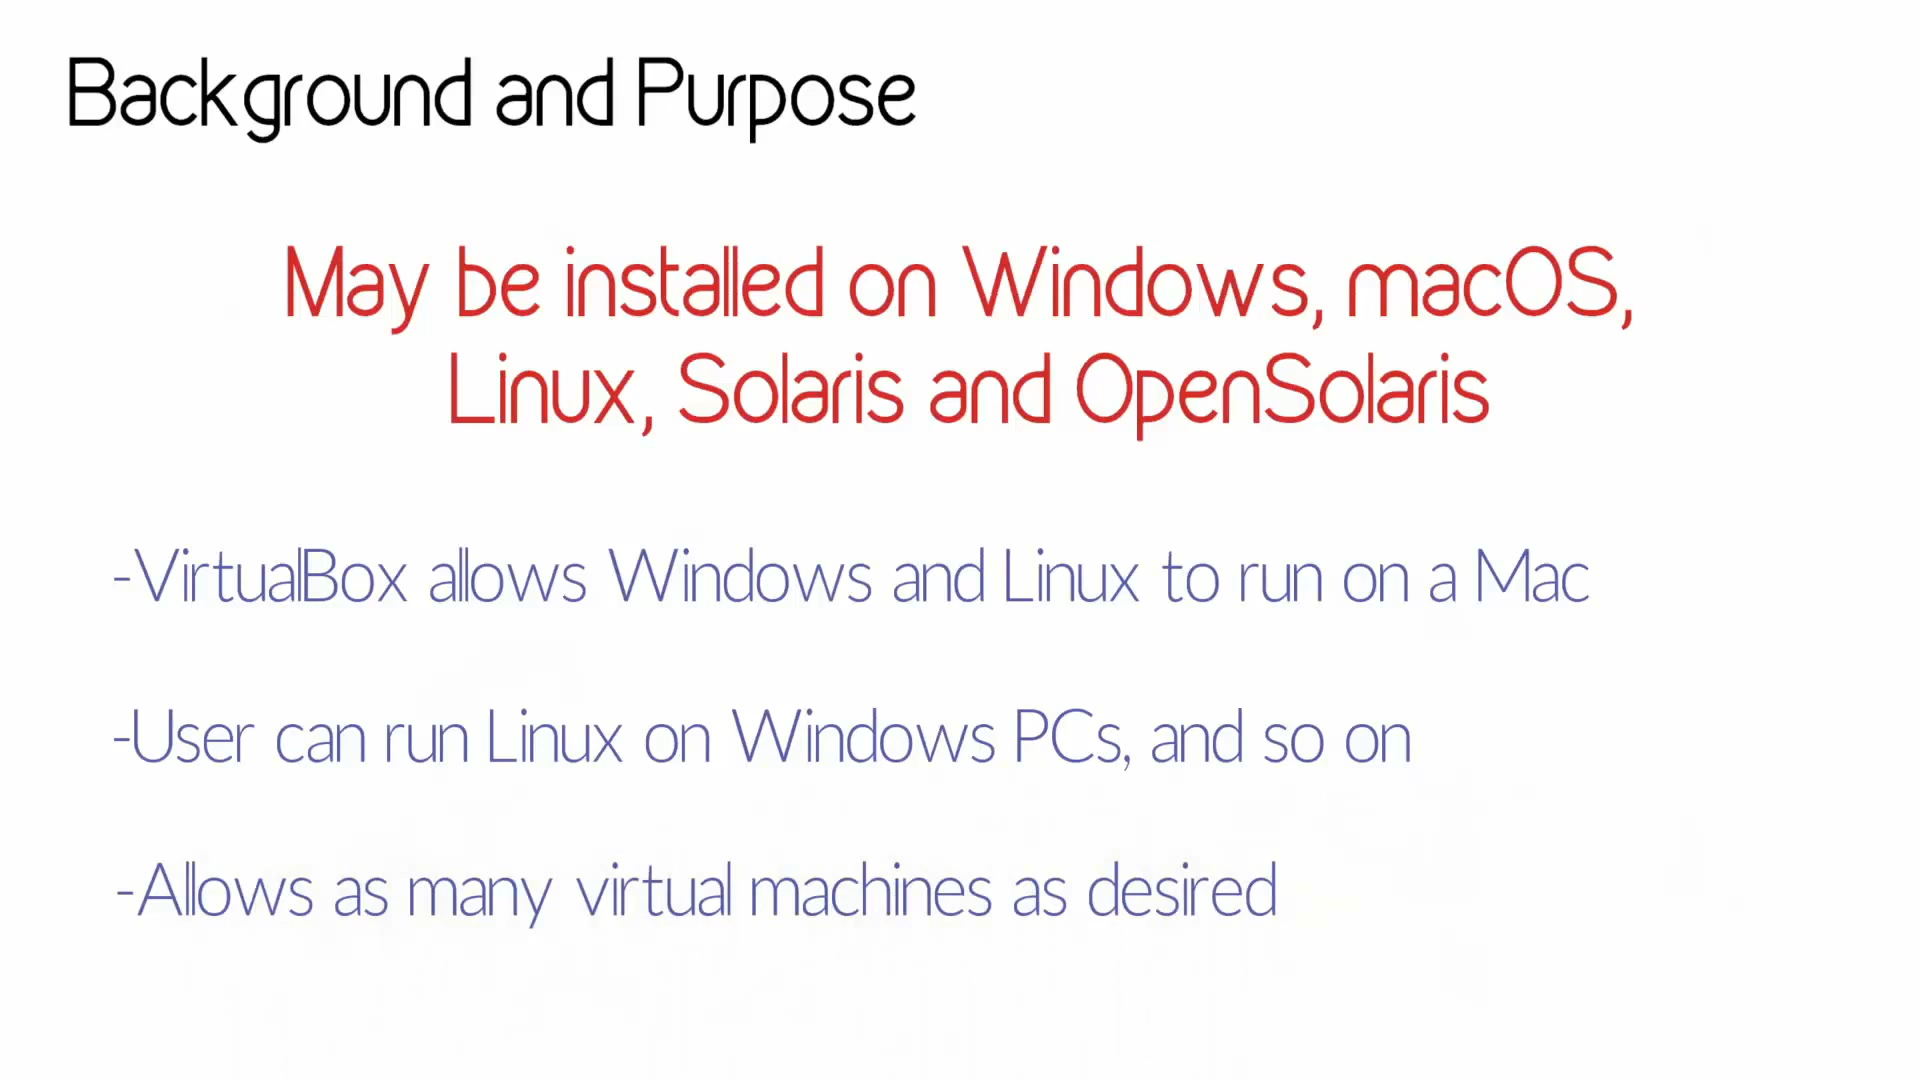 Background and Purpose
May be installed on Windows, macOS,
Linux, Solaris and OpenSolaris
-VirtualBox allows Windows and Linux to run on a Mac
-User can run Linux on Windows PCs, and so on
-Allows as many virtual machines as desired